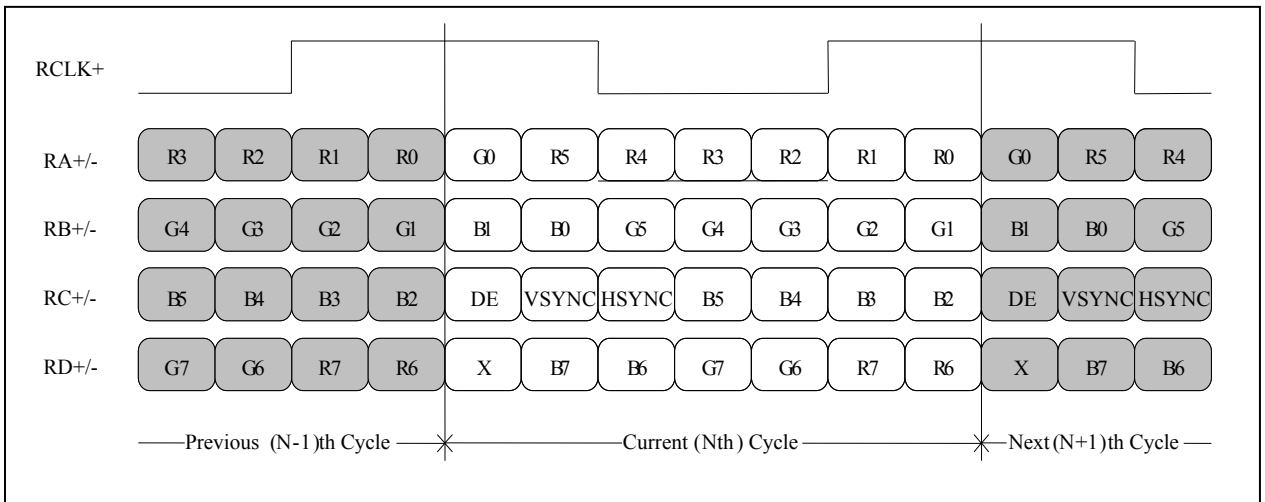 RCLK+
RA+/- R3 R2 R1 R0 G0 R5 R4 R3 R2 R1 R0 G0 R5 R4
RB+/- G4 G3 G2 G1 B1 B0 G5 G4 G3 G2 G1 B1 B0 G5
RC+/- B5 B4 B3 B2 DE VSYNC HSYNC B5 B4 B3 B2 DE VSYNC HSYNC
RD+/- G7 G6 R7 R6 X B7 B6 G7 G6 R7 R6 X B7 B6
Previous (N-1)th Cycle Current (Nth) Cycle Next (N+1)th Cycle